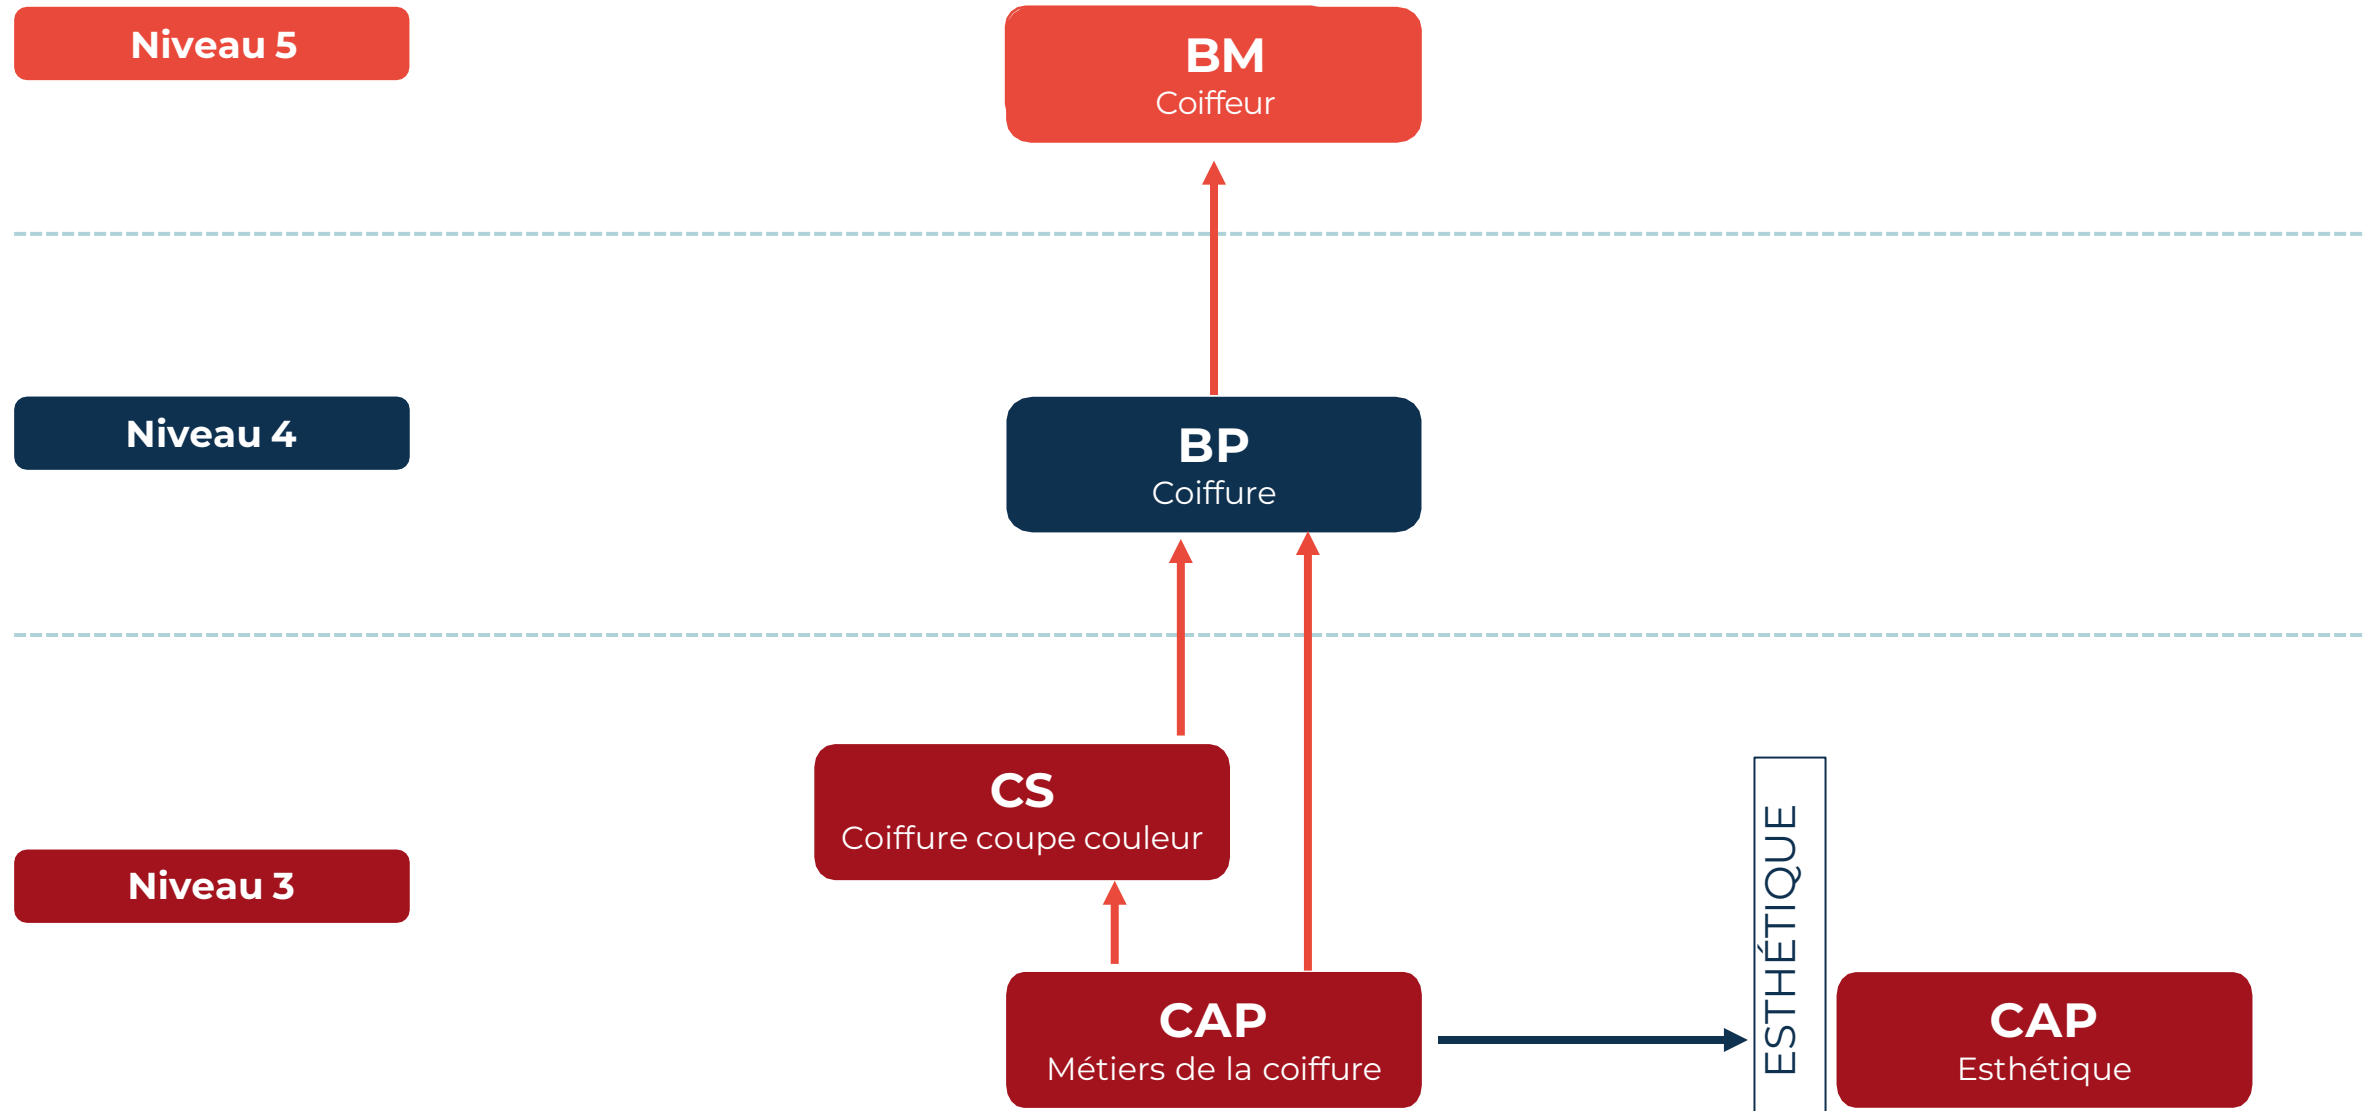 Niveau 5
BM
Coiffeur
Niveau 4
BP
Coiffure
CS
Coiffure coupe couleur
Niveau 3
CAP
Métiers de la coiffure
ESTHÉTIQUE
CAP
Esthétique